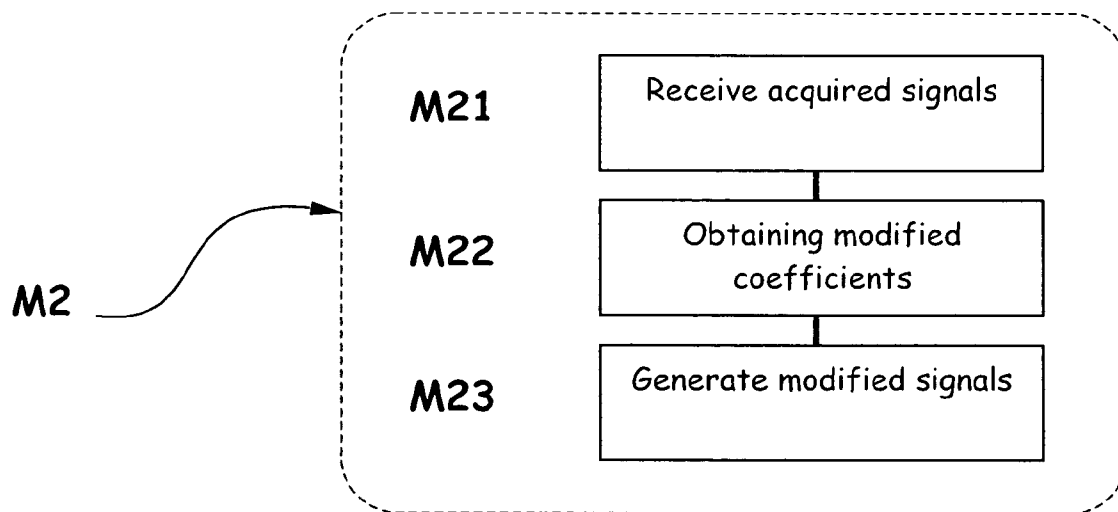 M21
Receive acquired signals
M22
Obtaining modified
coefficients
M2
M23
Generate modified signals